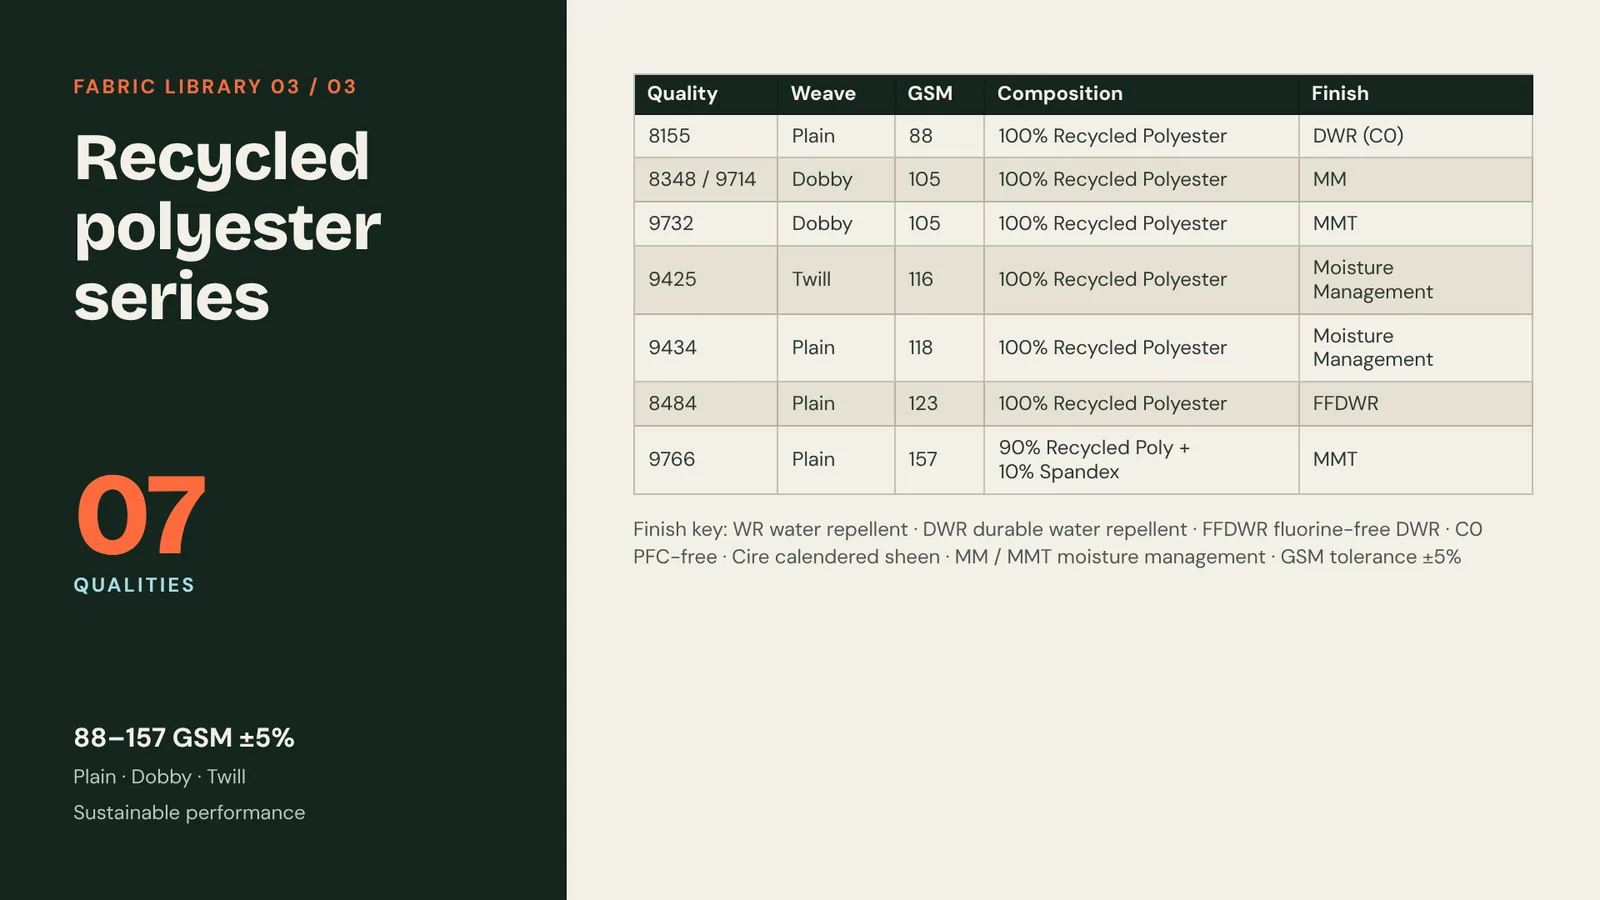 FABRIC LIBRARY 03 / 03
Recycled
polyester
series
07
QUALITIES
88–157 GSM ±5%
Plain · Dobby · Twill
Sustainable performance
Quality Weave GSM Composition Finish
8155 Plain 88 100% Recycled Polyester DWR (C0)
8348 / 9714 Dobby 105 100% Recycled Polyester MM
9732 Dobby 105 100% Recycled Polyester MMT
9425 Twill 116 100% Recycled Polyester Moisture
Management
9434 Plain 118 100% Recycled Polyester Moisture
Management
8484 Plain 123 100% Recycled Polyester FFDWR
9766 Plain 157 90% Recycled Poly +
10% Spandex MMT
Finish key: WR water repellent · DWR durable water repellent · FFDWR fluorine-free DWR · C0
PFC-free · Cire calendered sheen · MM / MMT moisture management · GSM tolerance ±5%